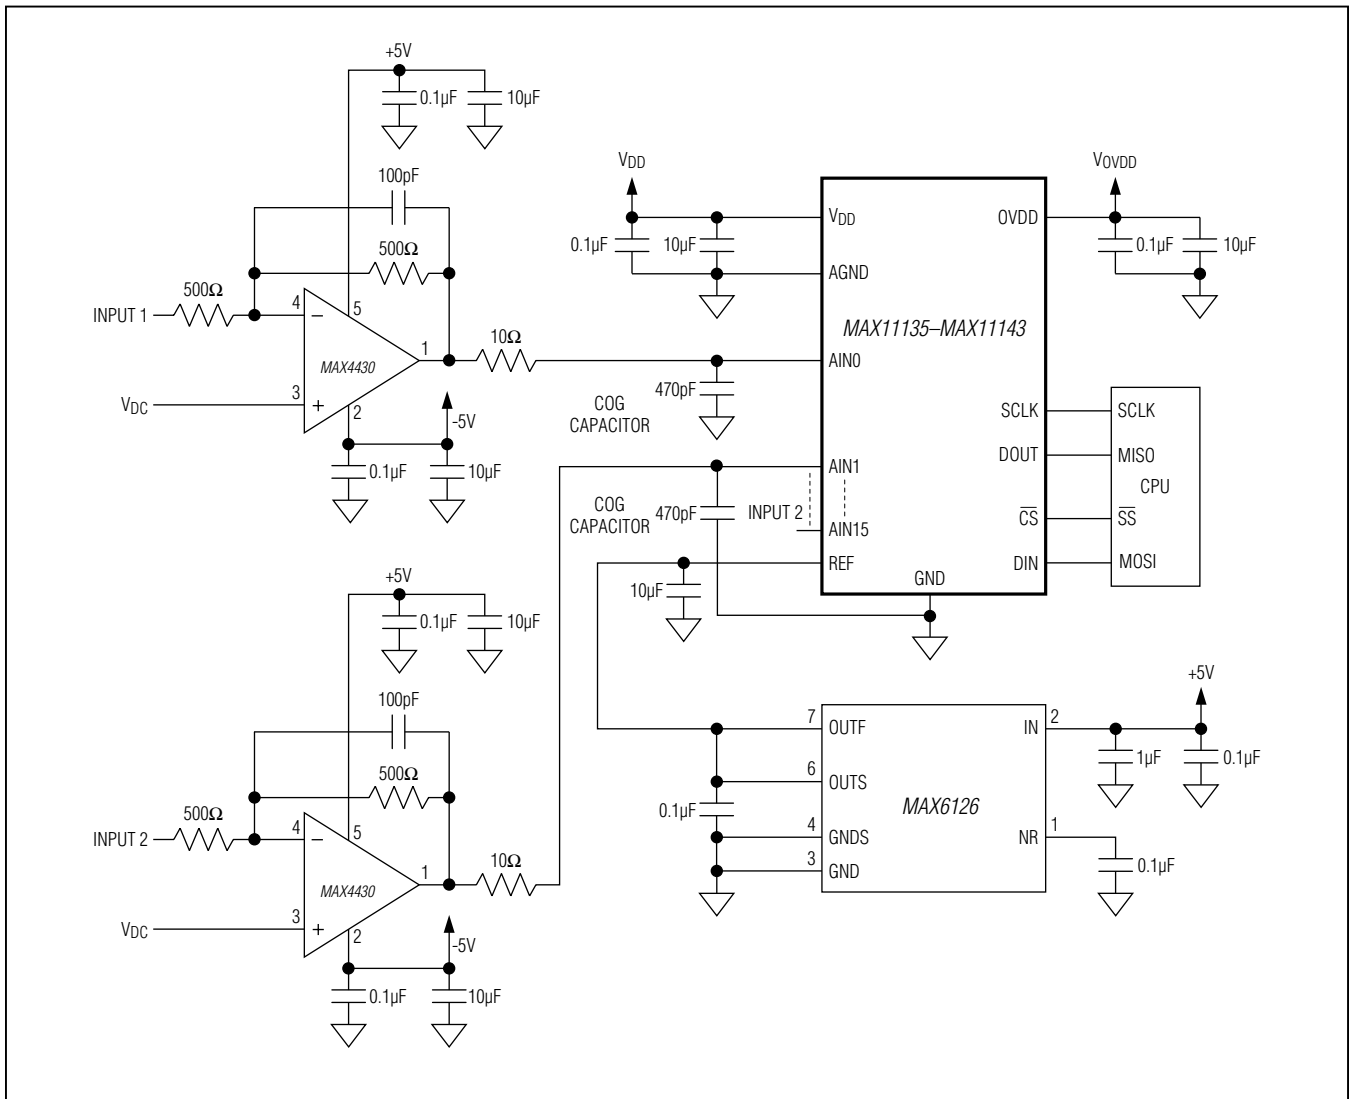 +5V
0.1µF
10µF
100pF
500Ω
500Ω
INPUT 1
4
5
−
MAX4430
1
10Ω
3
+
2
VDC
-5V
0.1µF
10µF
COG
CAPACITOR
470pF
VDD
0.1µF
10µF
VDD
AGND
MAX11135–MAX11143
AIN0
AIN1
INPUT 2
AIN15
REF
GND
OVDD
SCLK
DOUT
CS
DIN
VOVDD
0.1µF
10µF
SCLK
MISO
CPU
SS
MOSI
COG
CAPACITOR
470pF
10µF
+5V
0.1µF
10µF
100pF
500Ω
500Ω
INPUT 2
4
5
−
MAX4430
1
10Ω
3
+
2
VDC
-5V
0.1µF
10µF
0.1µF
7
OUTF
6
OUTS
4
GNDS
3
GND
MAX6126
IN
2
NR
1
+5V
1µF
0.1µF
0.1µF